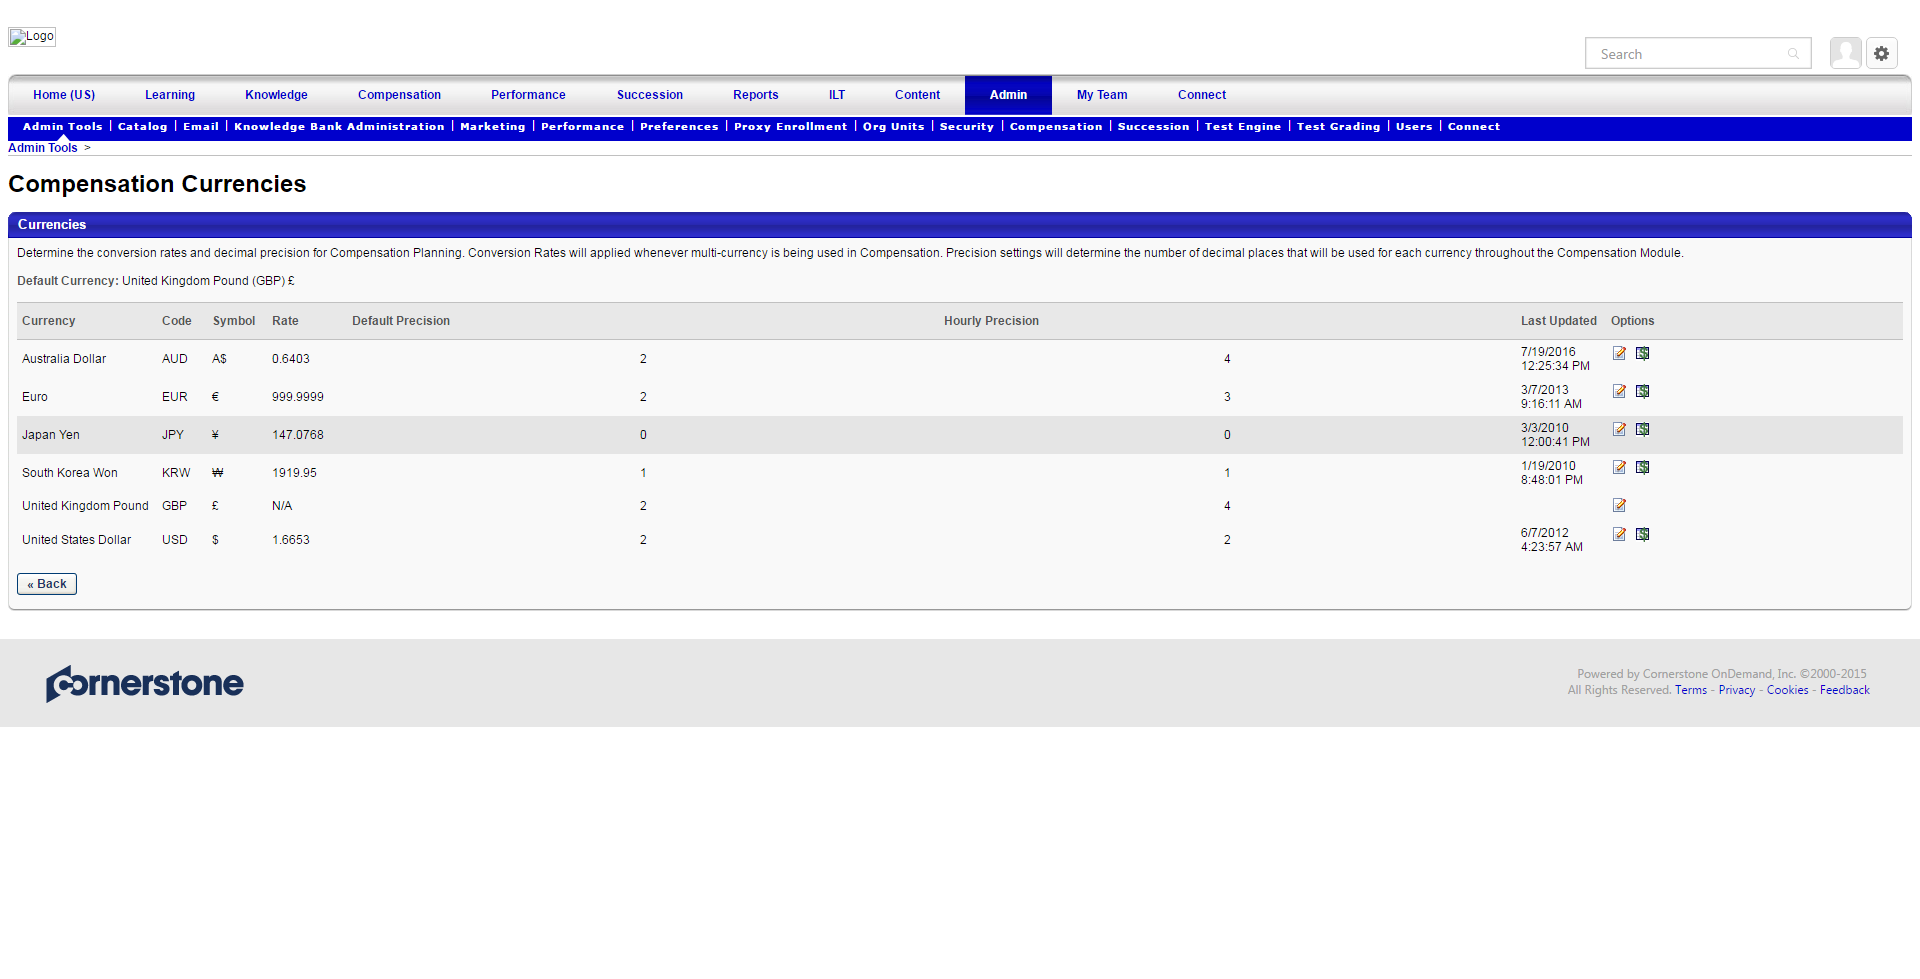 Logo
Search
Home (US) Learning Knowledge Compensation Performance Succession Reports ILT Content Admin My Team Connect
Admin Tools | Catalog | Email | Knowledge Bank Administration | Marketing | Performance | Preferences | Proxy Enrollment | Org Units | Security | Compensation | Succession | Test Engine | Test Grading | Users | Connect
Admin Tools >
Compensation Currencies
Currencies
Determine the conversion rates and decimal precision for Compensation Planning. Conversion Rates will applied whenever multi-currency is being used in Compensation. Precision settings will determine the number of decimal places that will be used for each currency throughout the Compensation Module.
Default Currency: United Kingdom Pound (GBP) £
Currency Code Symbol Rate Default Precision Hourly Precision Last Updated Options
Australia Dollar AUD A$ 0.6403 2 4 7/19/2016
12:25:34 PM
Euro EUR € 999.9999 2 3 3/7/2013
9:16:11 AM
Japan Yen JPY ¥ 147.0768 0 0 3/3/2010
12:00:41 PM
South Korea Won KRW ₩ 1919.95 1 1 1/19/2010
8:48:01 PM
United Kingdom Pound GBP £ N/A 2 4
United States Dollar USD $ 1.6653 2 2 6/7/2012
4:23:57 AM
« Back
Cornerstone
Powered by Cornerstone OnDemand, Inc. ©2000-2015
All Rights Reserved. Terms - Privacy - Cookies - Feedback